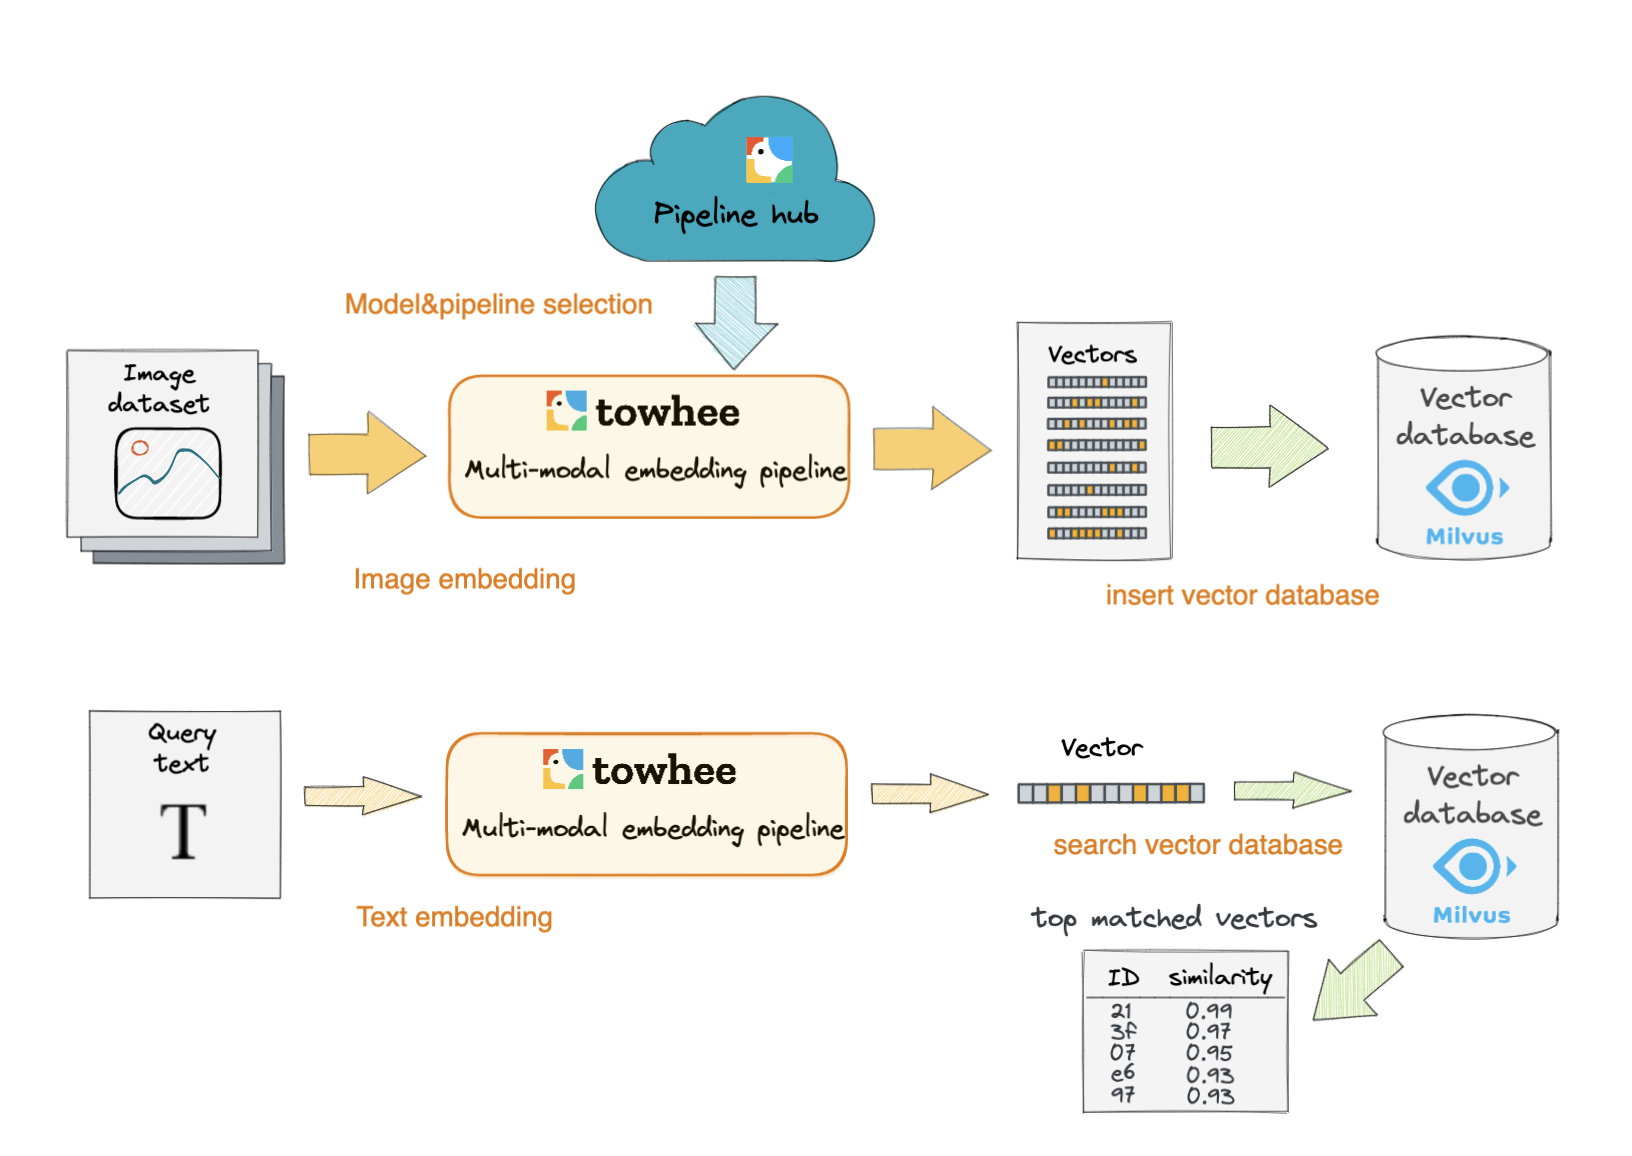 Pipeline hub
Model&pipeline selection
Image
dataset
towhee
Multi-modal embedding pipeline
Vectors
Vector
database
Milvus
Image embedding
insert vector database
Query
text
T
towhee
Multi-modal embedding pipeline
Vector
Vector
database
Milvus
search vector database
Text embedding
top matched vectors
ID similarity
21 0.99
3f 0.97
07 0.95
e6 0.93
97 0.93